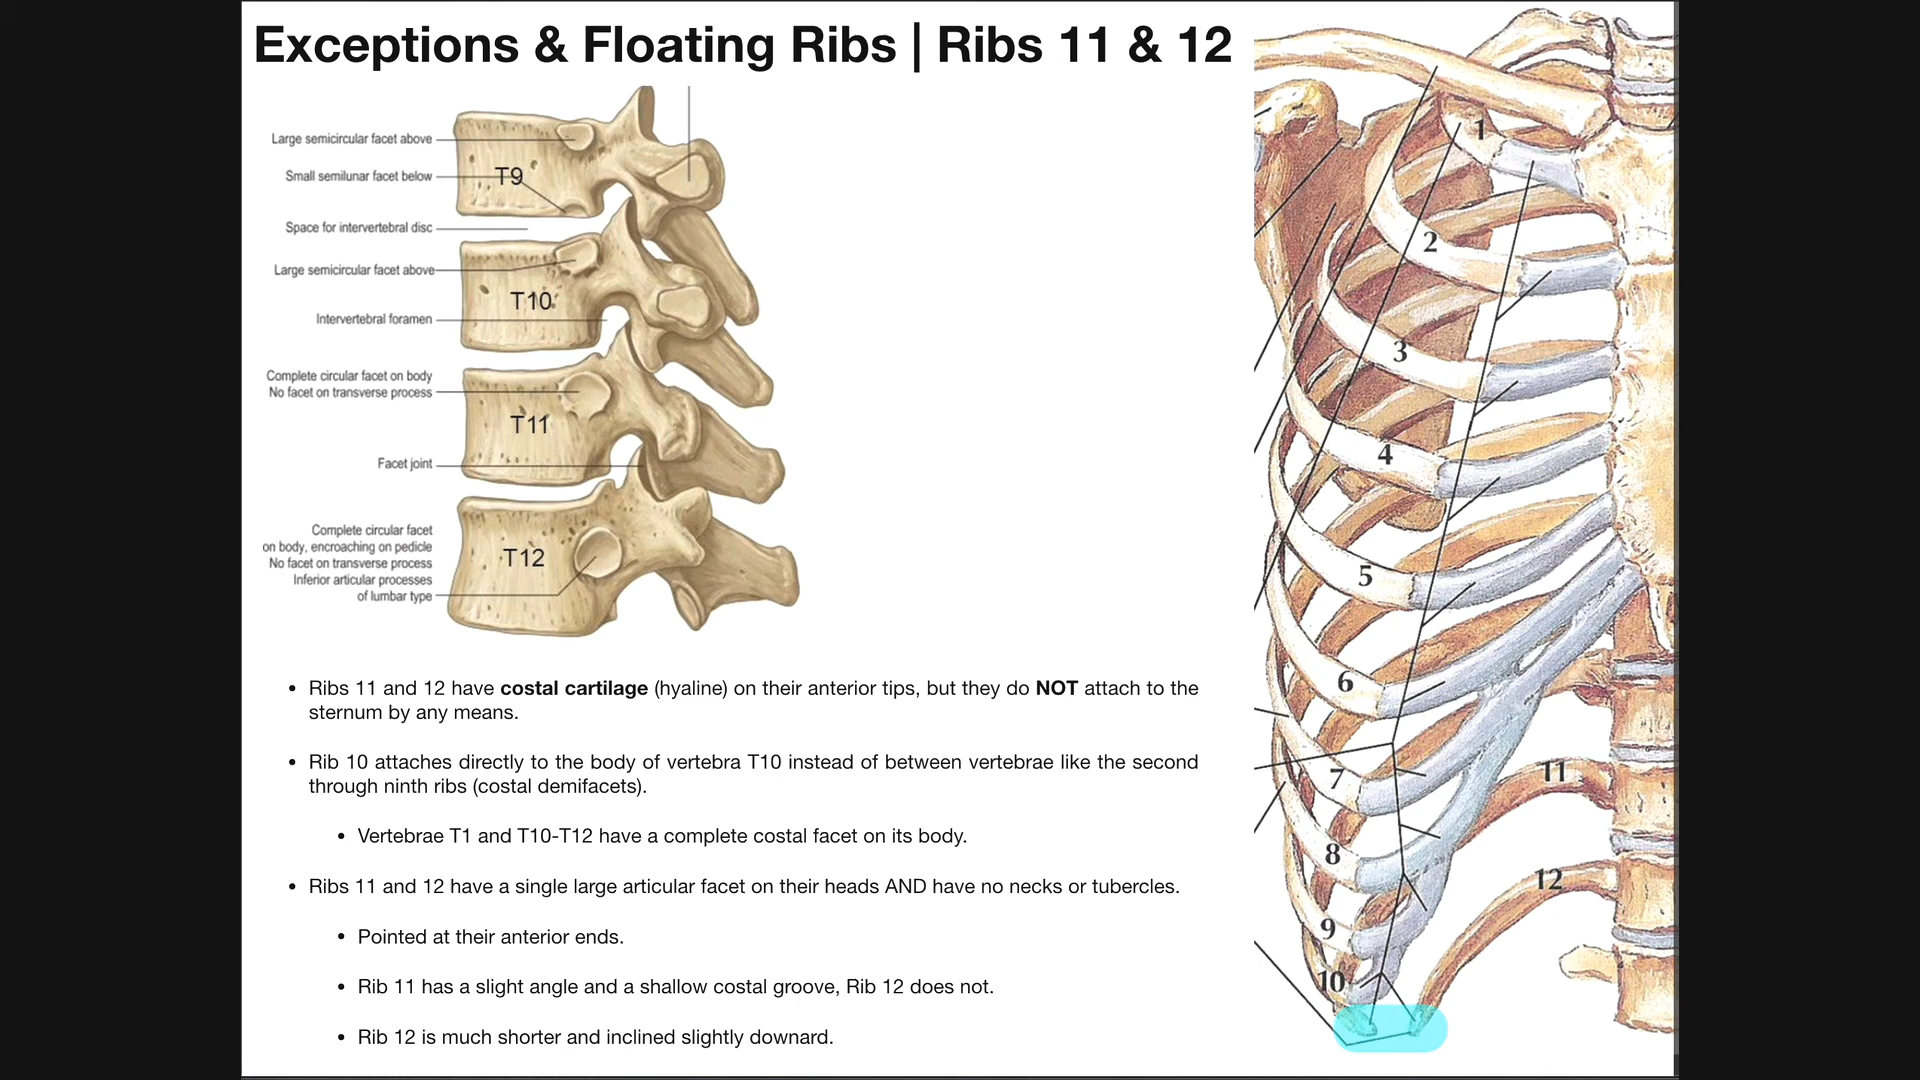 Exceptions & Floating Ribs | Ribs 11 & 12
Large semicircular facet above
Small semilunar facet below
Space for intervertebral disc
Large semicircular facet above
Intervertebral foramen
Complete circular facet on body
No facet on transverse process
Facet joint
Complete circular facet
on body, encroaching on pedicle
No facet on transverse process
Inferior articular processes
of lumbar type
T9
T10
T11
T12
• Ribs 11 and 12 have costal cartilage (hyaline) on their anterior tips, but they do NOT attach to the
sternum by any means.
• Rib 10 attaches directly to the body of vertebra T10 instead of between vertebrae like the second
through ninth ribs (costal demifacets).
• Vertebrae T1 and T10-T12 have a complete costal facet on its body.
• Ribs 11 and 12 have a single large articular facet on their heads AND have no necks or tubercles.
• Pointed at their anterior ends.
• Rib 11 has a slight angle and a shallow costal groove, Rib 12 does not.
• Rib 12 is much shorter and inclined slightly downard.
1
2
3
4
5
6
7
8
9
10
11
12